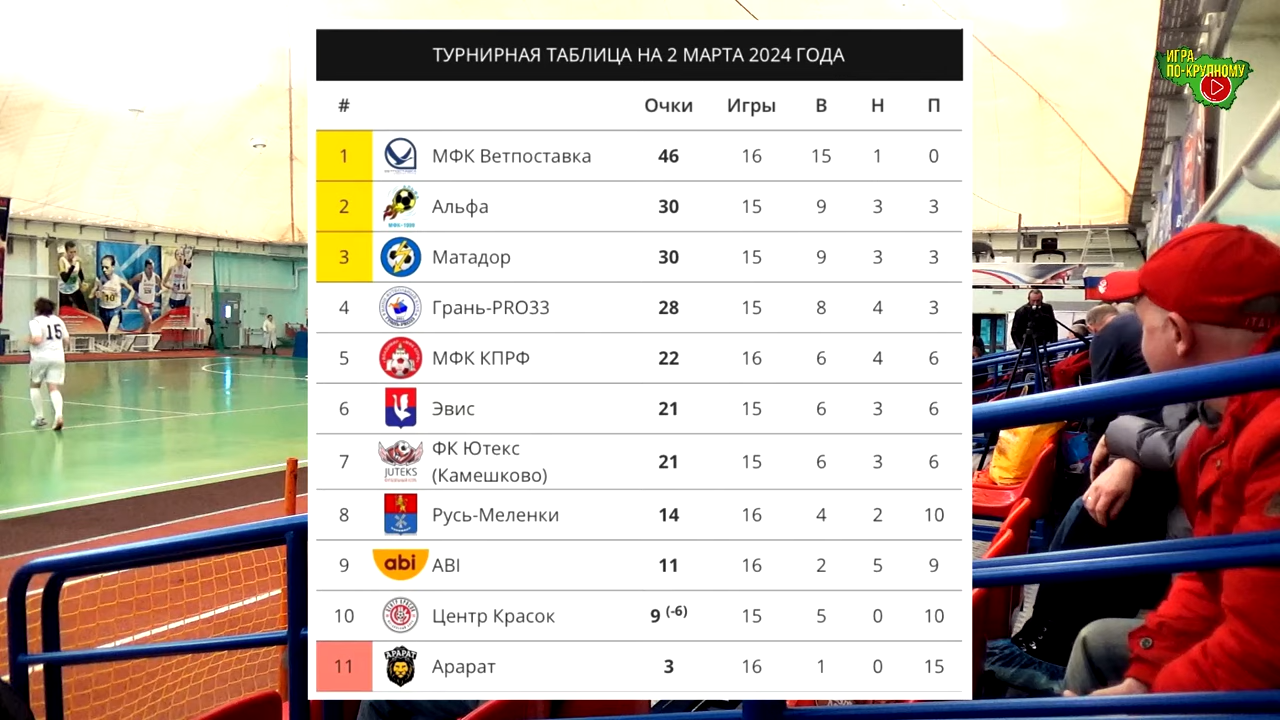 ТУРНИРНАЯ ТАБЛИЦА НА 2 МАРТА 2024 ГОДА
ИГРА
ПО-КРУПНОМУ
# Очки Игры В Н П
1 МФК Ветпоставка 46 16 15 1 0
2 Альфа 30 15 9 3 3
3 Матадор 30 15 9 3 3
4 Грань-PRO33 28 15 8 4 3
5 МФК КПРФ 22 16 6 4 6
6 Эвис 21 15 6 3 6
7 JUTEKS ФК Ютекс
(Камешково) 21 15 6 3 6
8 Русь-Меленки 14 16 4 2 10
9 abi ABI 11 16 2 5 9
10 Центр Красок 9 (-6) 15 5 0 10
11 АРАРАТ Арарат 3 16 1 0 15
15